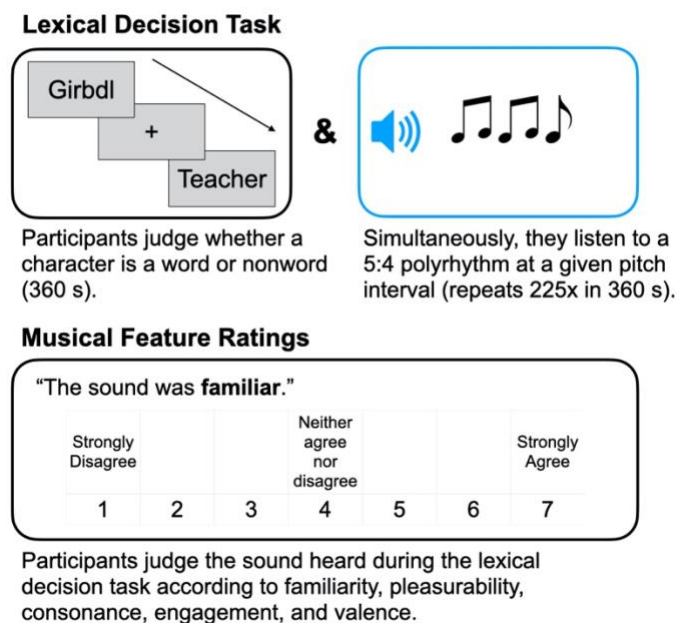 Lexical Decision Task
Girbdl
+
Teacher
&
Participants judge whether a
character is a word or nonword
(360 s).
Simultaneously, they listen to a
5:4 polyrhythm at a given pitch
interval (repeats 225x in 360 s).
Musical Feature Ratings
“The sound was familiar.”
Strongly
Disagree
Neither
agree
nor
disagree
Strongly
Agree
1 2 3 4 5 6 7
Participants judge the sound heard during the lexical
decision task according to familiarity, pleasurability,
consonance, engagement, and valence.